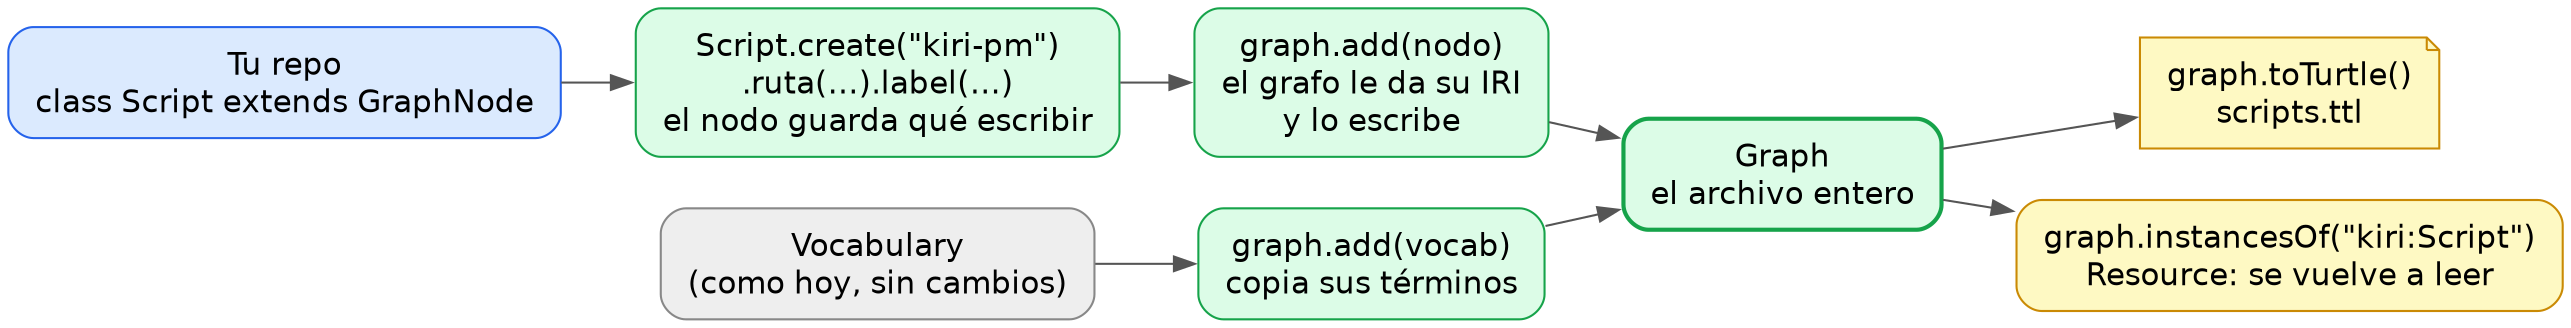 Tu repo
class Script extends GraphNode
Script.create("kiri-pm")
.ruta(...).label(...)
el nodo guarda qué escribir
graph.add(nodo)
el grafo le da su IRI
y lo escribe
Vocabulary
(como hoy, sin cambios)
graph.add(vocab)
copia sus términos
Graph
el archivo entero
graph.toTurtle()
scripts.ttl
graph.instancesOf("kiri:Script")
Resource: se vuelve a leer